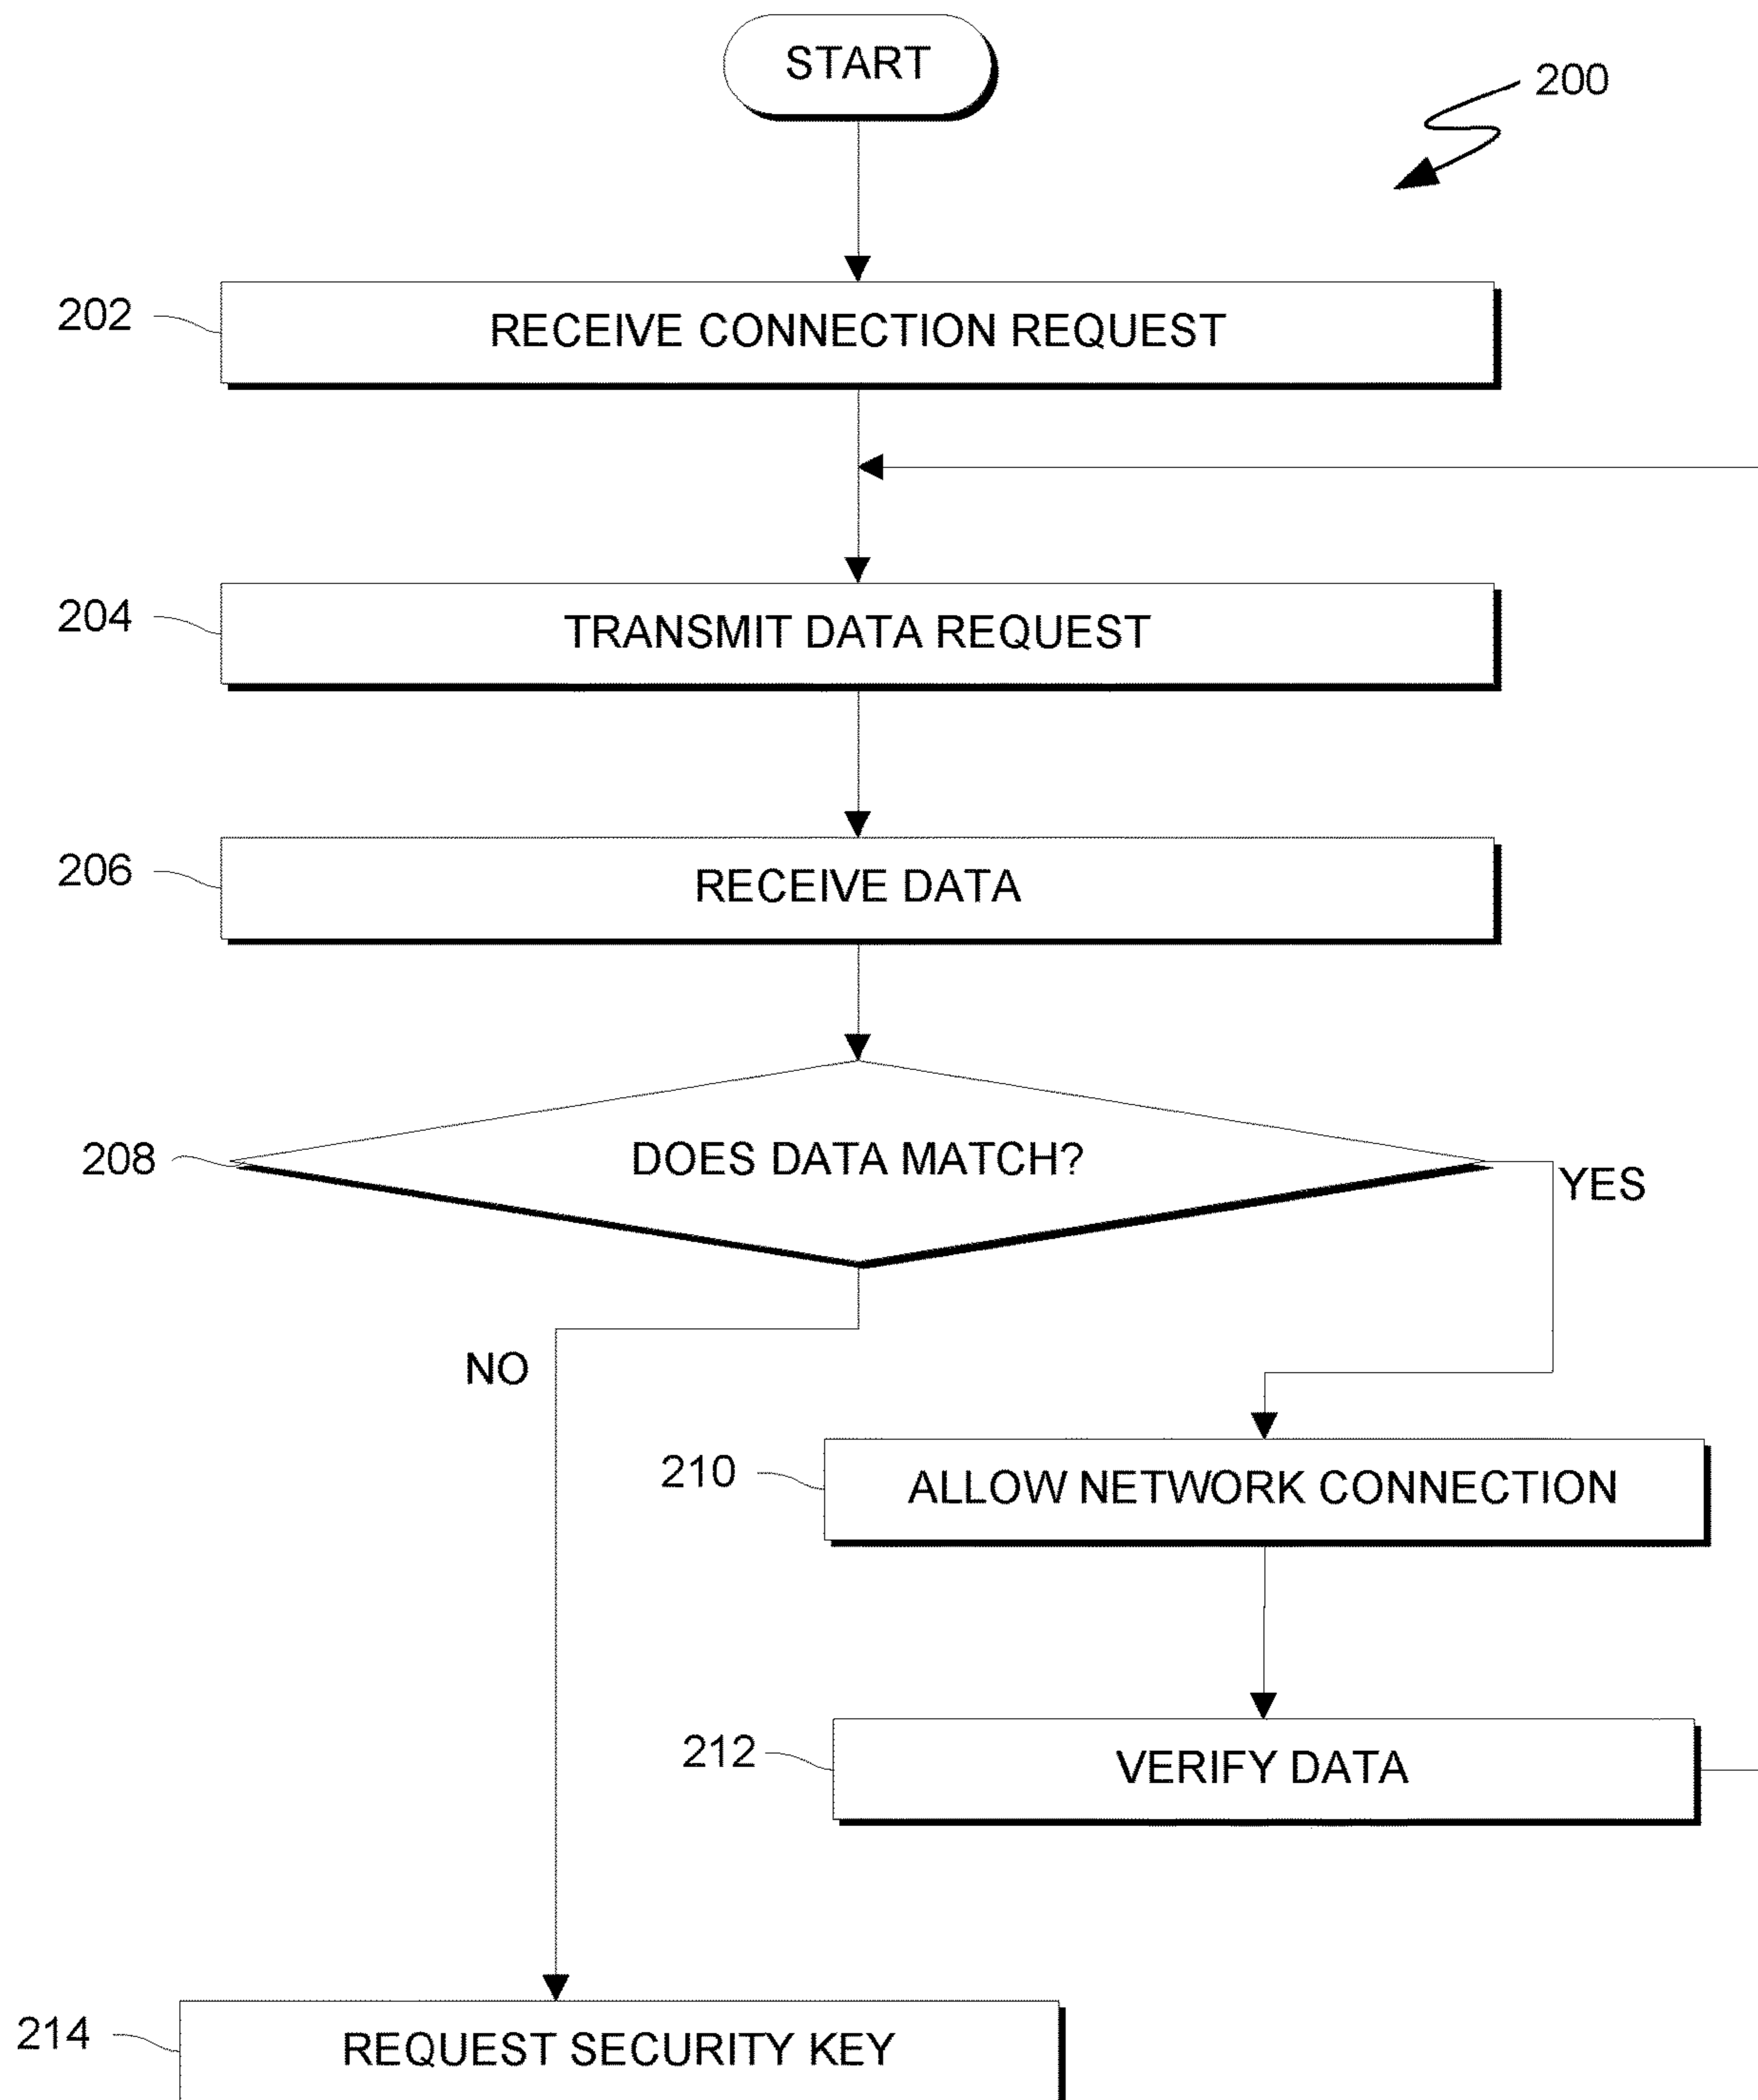 START
200
202
RECEIVE CONNECTION REQUEST
204
TRANSMIT DATA REQUEST
206
RECEIVE DATA
208
DOES DATA MATCH?
YES
NO
210
ALLOW NETWORK CONNECTION
212
VERIFY DATA
214
REQUEST SECURITY KEY